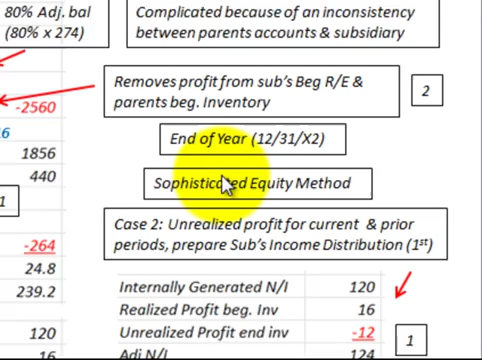 80% Adj. bal
(80% x 274)
Complicated because of an inconsistency
between parents accounts & subsidiary
Removes profit from sub's Beg R/E &
parents beg. Inventory
2
-2560
End of Year (12/31/X2)
1856
440
Sophisticated Equity Method
1
Case 2: Unrealized profit for current & prior
periods, prepare Sub's Income Distribution (1st)
-264
24.8
239.2
Internally Generated N/I 120
Realized Profit beg. Inv 16
Unrealized Profit end inv -12
1
Adj N/I 124
120
16